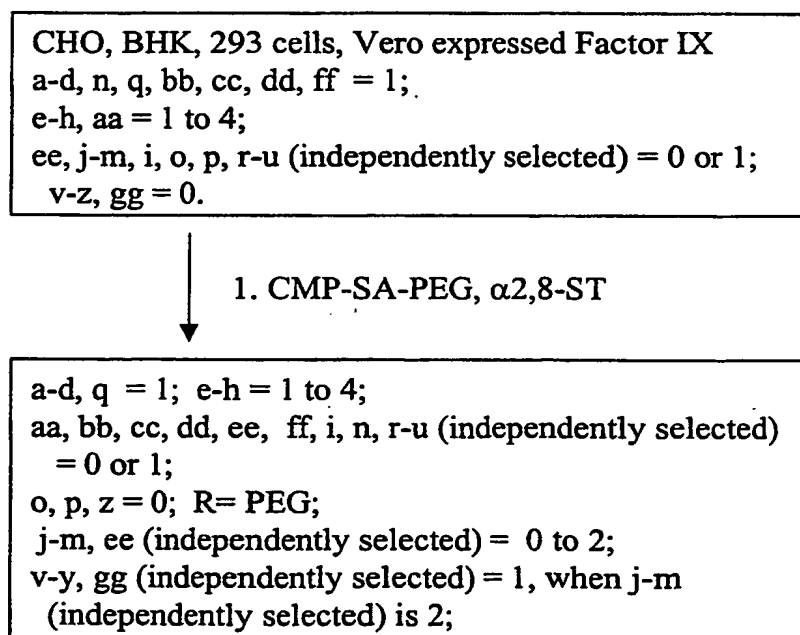 CHO, BHK, 293 cells, Vero expressed Factor IX
a-d, n, q, bb, cc, dd, ff = 1;
e-h, aa = 1 to 4;
ee, j-m, i, o, p, r-u (independently selected) = 0 or 1;
v-z, gg = 0.
1. CMP-SA-PEG, α2,8-ST
a-d, q = 1; e-h = 1 to 4;
aa, bb, cc, dd, ee, ff, i, n, r-u (independently selected)
= 0 or 1;
o, p, z = 0; R= PEG;
j-m, ee (independently selected) = 0 to 2;
v-y, gg (independently selected) = 1, when j-m
(independently selected) is 2;